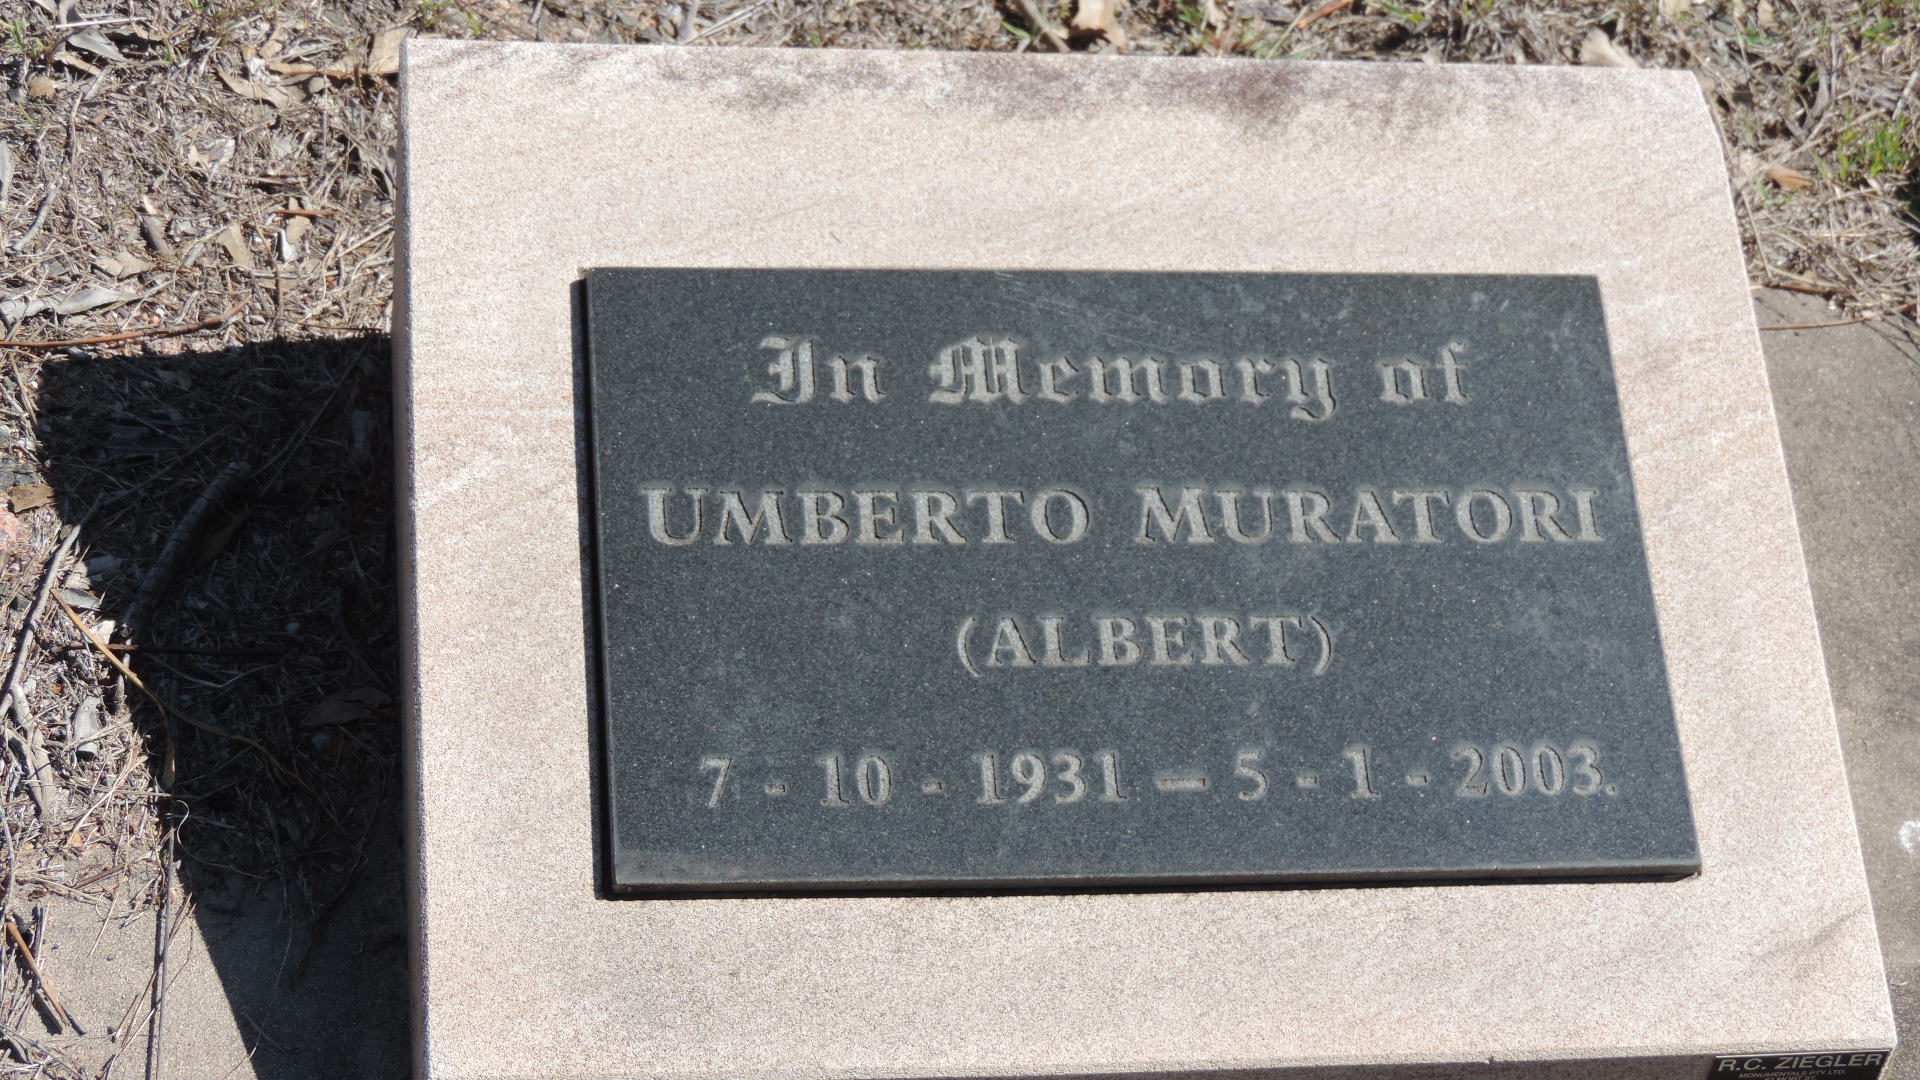 In Memory of
UMBERTO MURATORI
(ALBERT)
7 - 10 - 1931 — 5 - 1 - 2003.
R.C. ZIEGLER
MONUMENTALS PTY LTD.